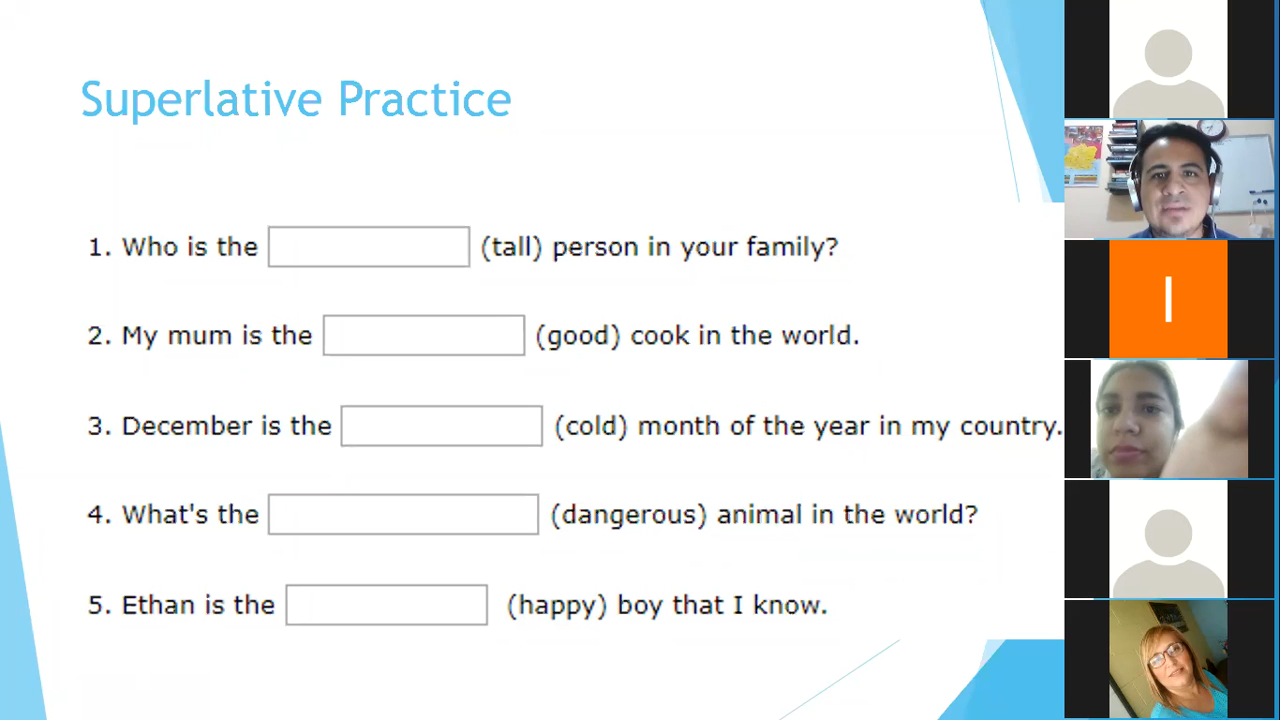 Superlative Practice
1. Who is the (tall) person in your family?
2. My mum is the (good) cook in the world.
3. December is the (cold) month of the year in my country.
4. What's the (dangerous) animal in the world?
5. Ethan is the (happy) boy that I know.
I